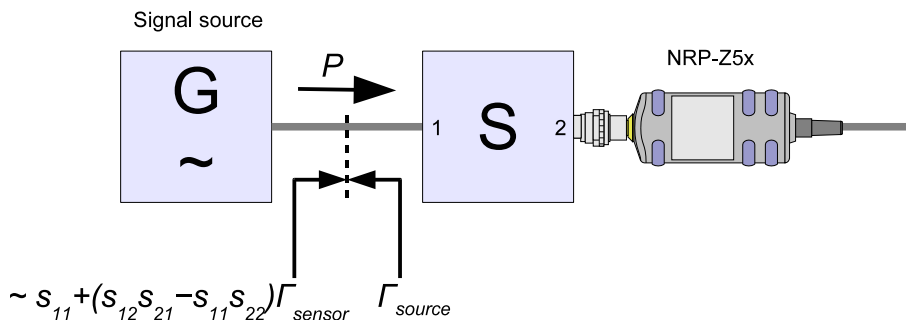 Signal source
G
~
P
1
S
2
NRP-Z5x
~ s11+(s12s21−s11s22)Γsensor
Γsource